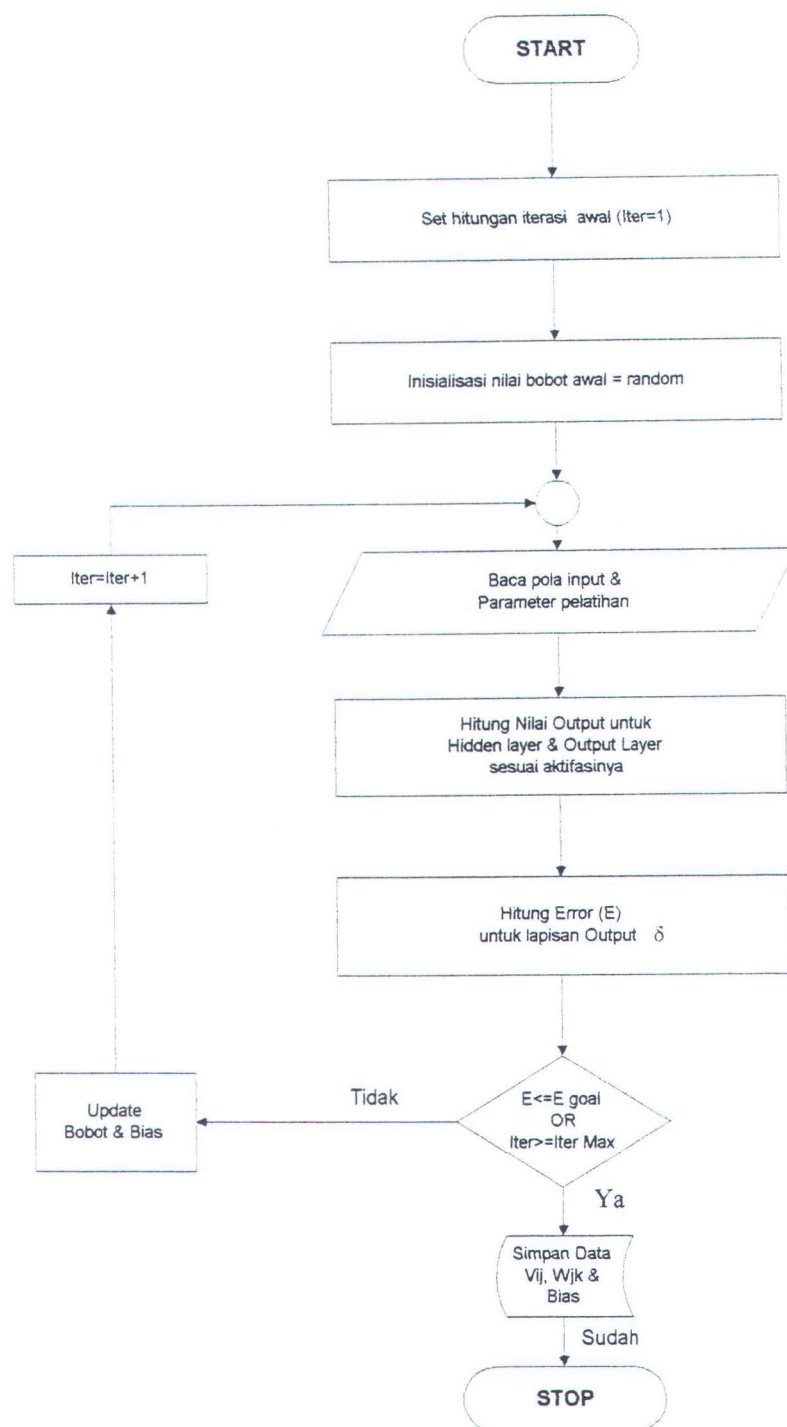 START
Set hitungan iterasi awal (Iter=1)
Inisialisasi nilai bobot awal = random
Iter=Iter+1
Baca pola input &
Parameter pelatihan
Hitung Nilai Output untuk
Hidden layer & Output Layer
sesuai aktifasinya
Hitung Error (E)
untuk lapisan Output δ
Update
Bobot & Bias
Tidak
E<=E goal
OR
Iter>=Iter Max
Ya
Simpan Data
Vij, Wjk &
Bias
Sudah
STOP